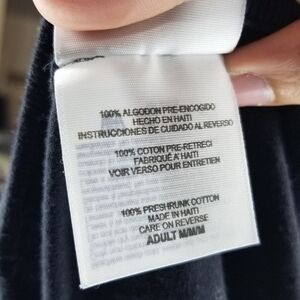 100% ALGODON PRE-ENCOGIDO
HECHO EN HAITI
INSTRUCCIONES DE CUIDADO AL REVERSO
100% COTON PRE-RETRECI
FABRIQUÉ A' HAITI
VOIR VERSO POUR ENTRETIEN
100% PRESHRUNK COTTON
MADE IN HAITI
CARE ON REVERSE
ADULT M/M/M